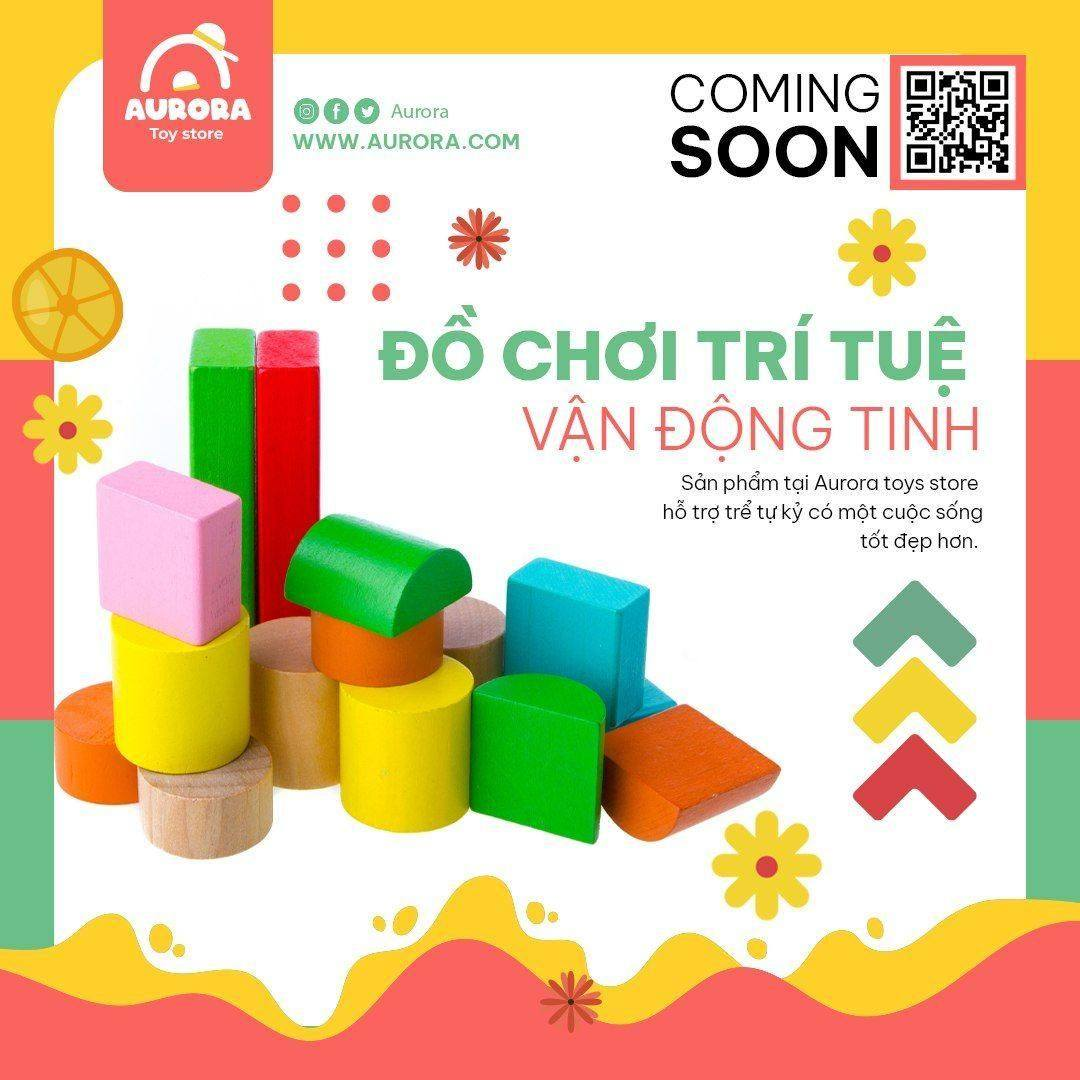 AURORA
Toy store
Aurora
WWW.AURORA.COM
COMING
SOON
ĐỒ CHƠI TRÍ TUỆ
VẬN ĐỘNG TINH
Sản phẩm tại Aurora toys store
hỗ trợ trể tự kỷ có một cuộc sống
tốt đẹp hơn.